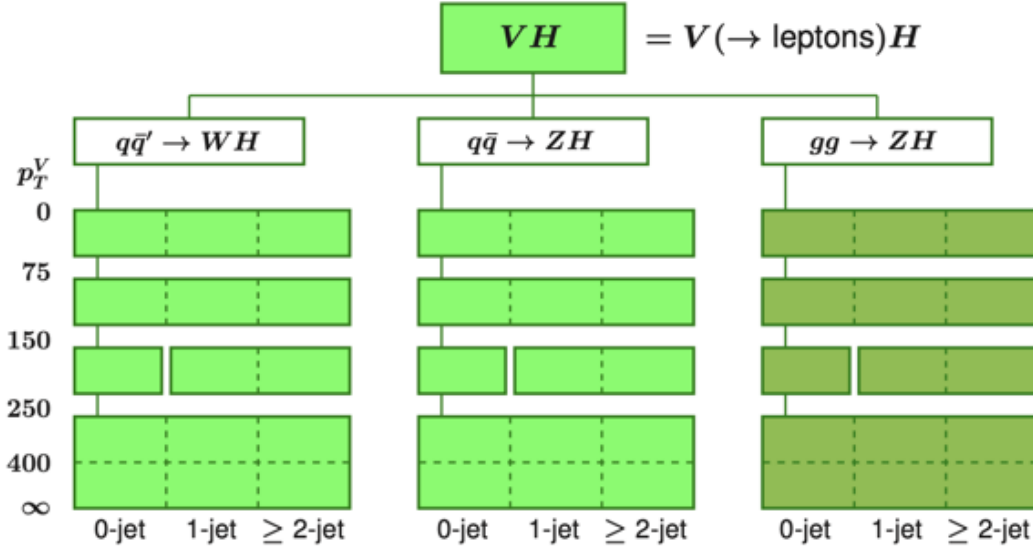 VH = V(→ leptons)H
qq̄′ → WH qq̄ → ZH gg → ZH
p_T^V
0
75
150
250
400
∞
0-jet 1-jet ≥ 2-jet 0-jet 1-jet ≥ 2-jet 0-jet 1-jet ≥ 2-jet